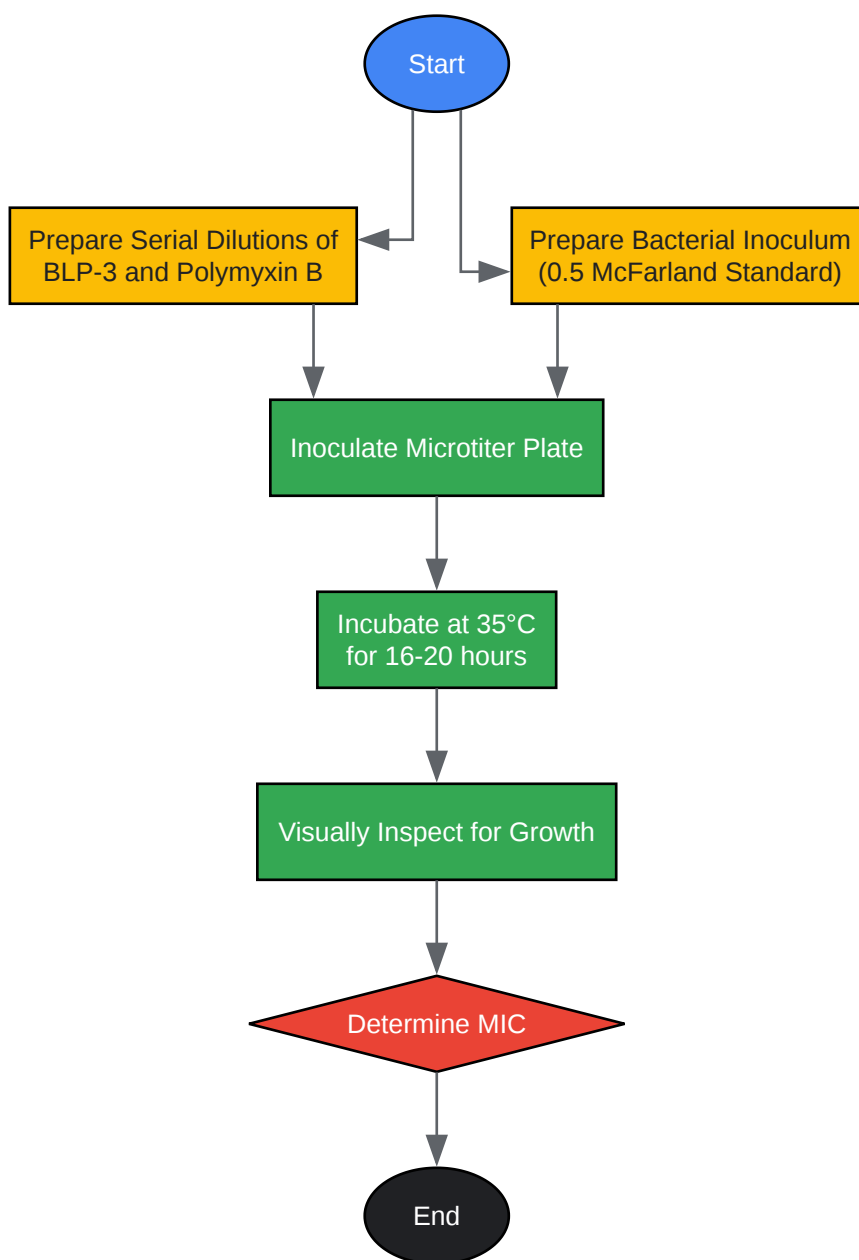 Start
Prepare Serial Dilutions of
BLP-3 and Polymyxin B
Prepare Bacterial Inoculum
(0.5 McFarland Standard)
Inoculate Microtiter Plate
Incubate at 35°C
for 16-20 hours
Visually Inspect for Growth
Determine MIC
End